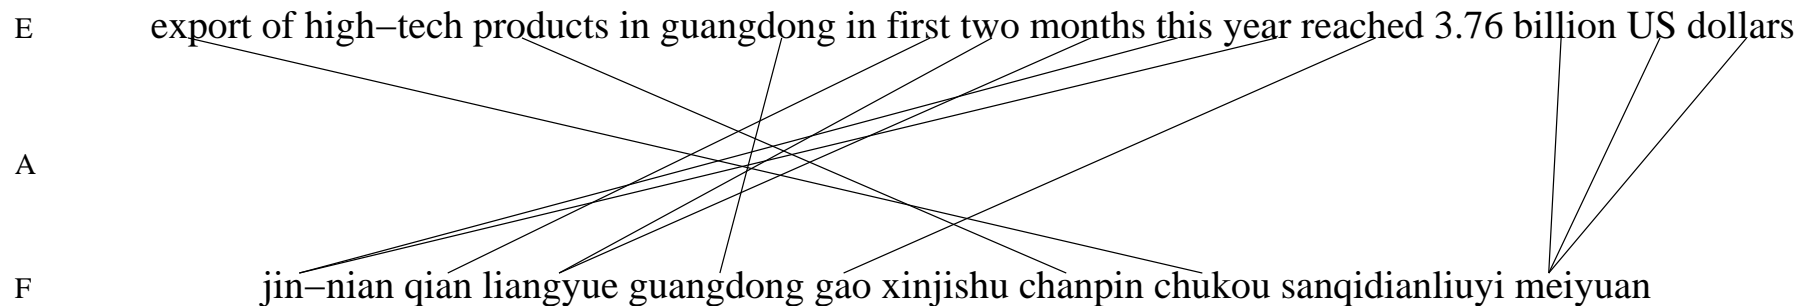 E export of high−tech products in guangdong in first two months this year reached 3.76 billion US dollars
A
F jin−nian qian liangyue guangdong gao xinjishu chanpin chukou sanqidianliuyi meiyuan